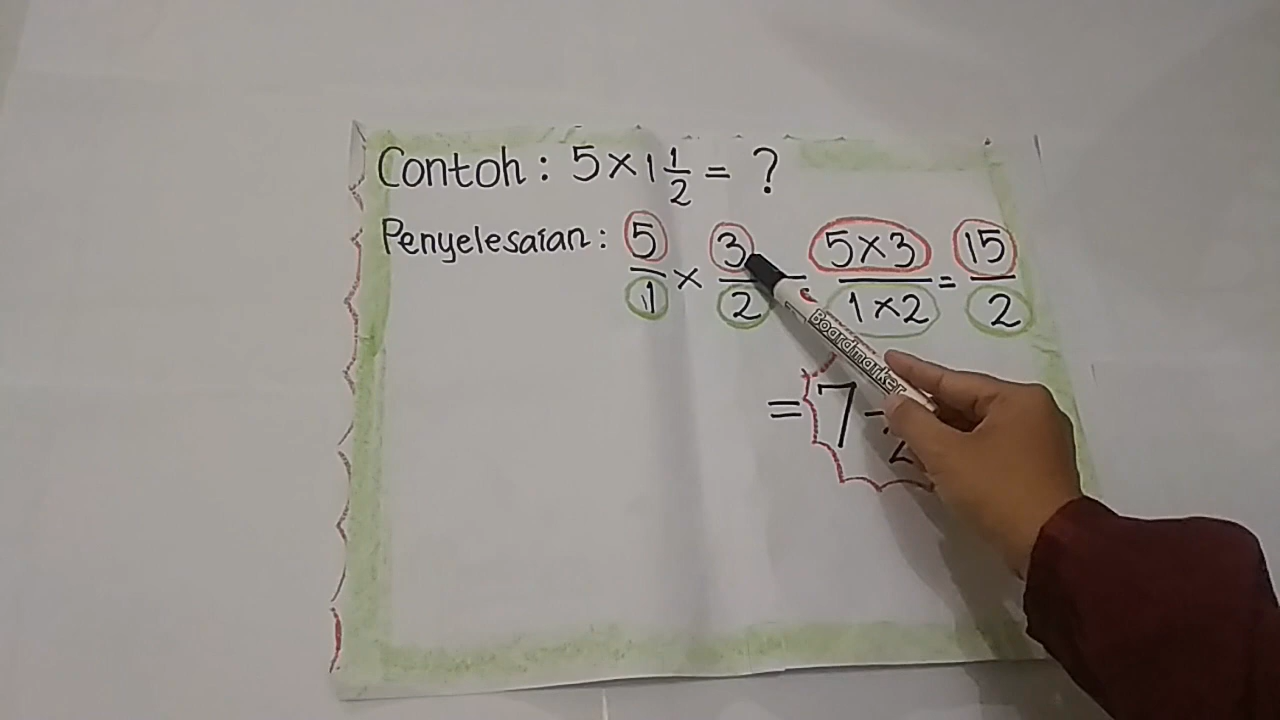 Contoh : 5 × 1 1/2 = ?
Penyelesaian : 5/1 × 3/2 = 5×3/1×2 = 15/2
= 7
Boardmarker